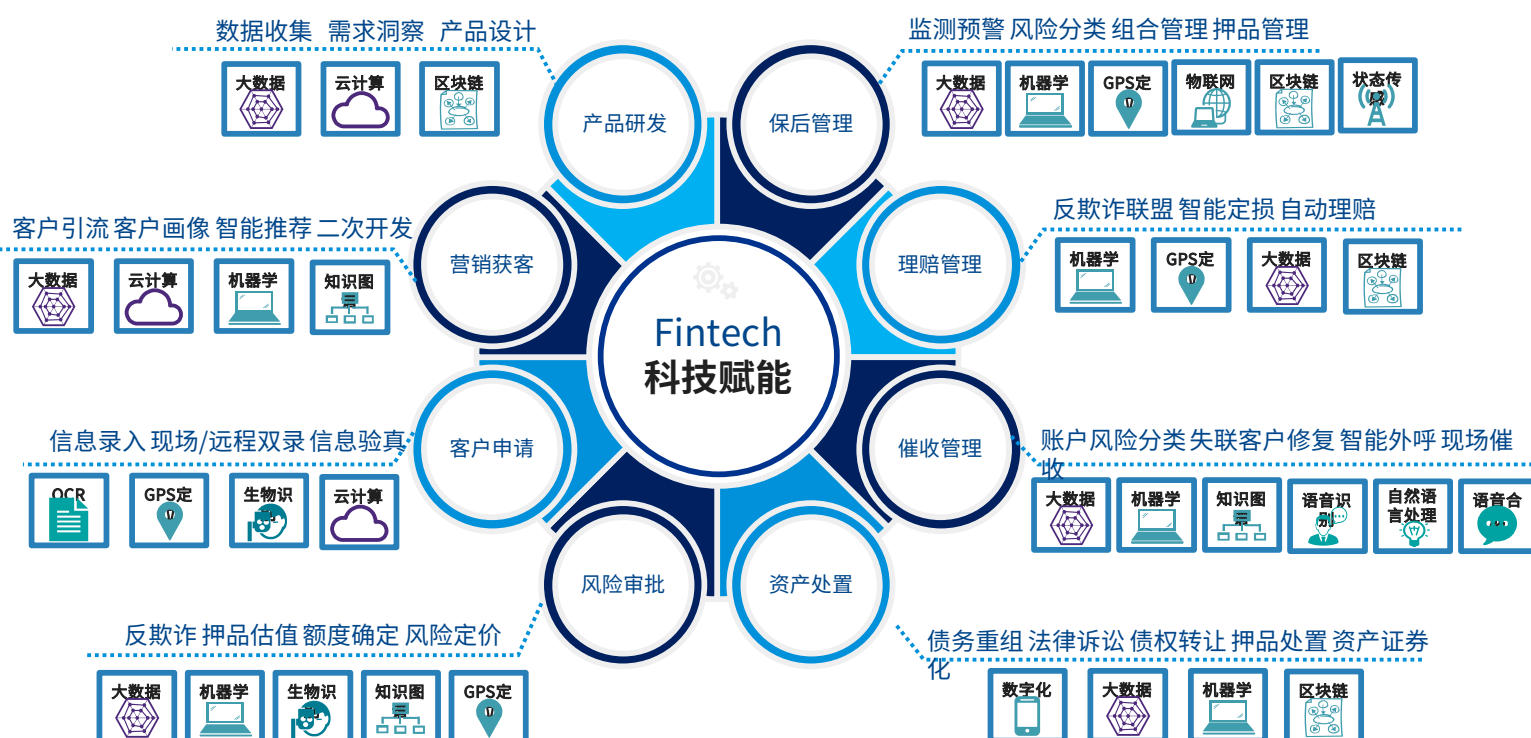 数据收集 需求洞察 产品设计
大数据
云计算
区块链
产品研发
监测预警 风险分类 组合管理 押品管理
大数据
机器学
GPS定
物联网
区块链
状态传
感
保后管理
客户引流 客户画像 智能推荐 二次开发
大数据
云计算
机器学
知识图
营销获客
反欺诈联盟 智能定损 自动理赔
机器学
GPS定
大数据
区块链
理赔管理
Fintech
科技赋能
信息录入 现场/远程双录 信息验真
OCR
GPS定
生物识
云计算
客户申请
账户风险分类 失联客户修复 智能外呼 现场催
收
大数据
机器学
知识图
语音识
别
自然语
言处理
语音合
催收管理
反欺诈 押品估值 额度确定 风险定价
大数据
机器学
生物识
知识图
GPS定
风险审批
债务重组 法律诉讼 债权转让 押品处置 资产证券
化
数字化
大数据
机器学
区块链
资产处置